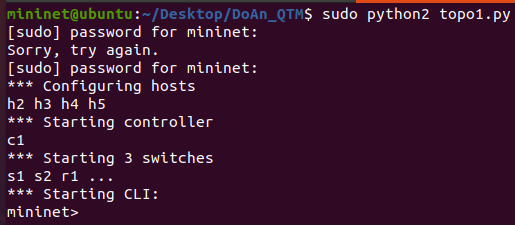 mininet@ubuntu:~/Desktop/DoAn_QTM$ sudo python2 topo1.py
[sudo] password for mininet:
Sorry, try again.
[sudo] password for mininet:
*** Configuring hosts
h2 h3 h4 h5
*** Starting controller
c1
*** Starting 3 switches
s1 s2 r1 ...
*** Starting CLI:
mininet>